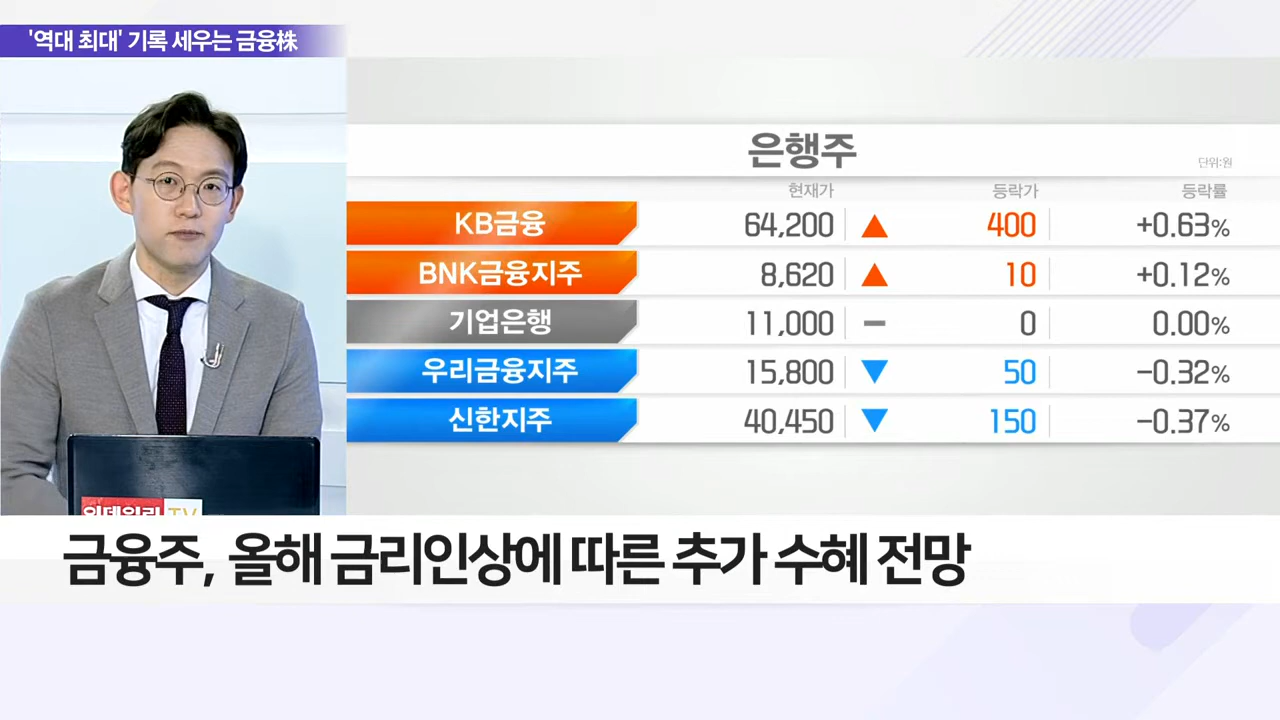 '역대 최대' 기록 세우는 금융株
은행주
단위:원
현재가 등락가 등락률
KB금융 64,200 ▲ 400 +0.63%
BNK금융지주 8,620 ▲ 10 +0.12%
기업은행 11,000 - 0 0.00%
우리금융지주 15,800 ▼ 50 -0.32%
신한지주 40,450 ▼ 150 -0.37%
TV
금융주, 올해 금리인상에 따른 추가 수혜 전망